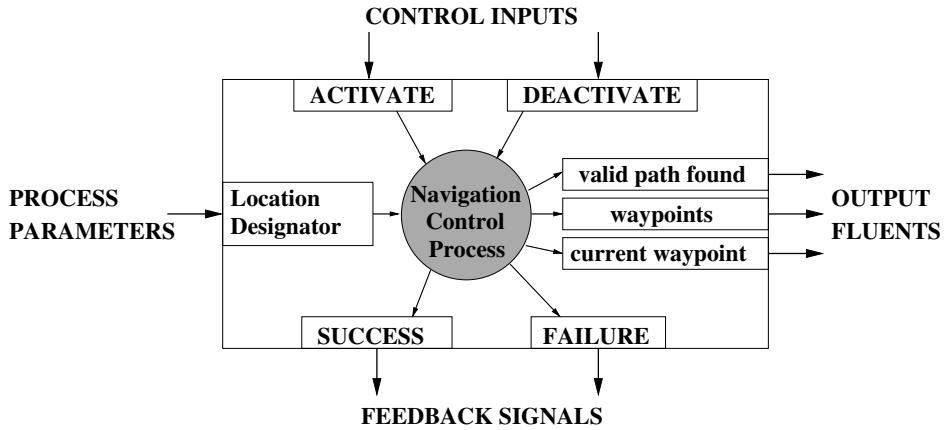 CONTROL INPUTS
ACTIVATE
DEACTIVATE
PROCESS
PARAMETERS
Location
Designator
Navigation
Control
Process
valid path found
waypoints
current waypoint
OUTPUT
FLUENTS
SUCCESS
FAILURE
FEEDBACK SIGNALS